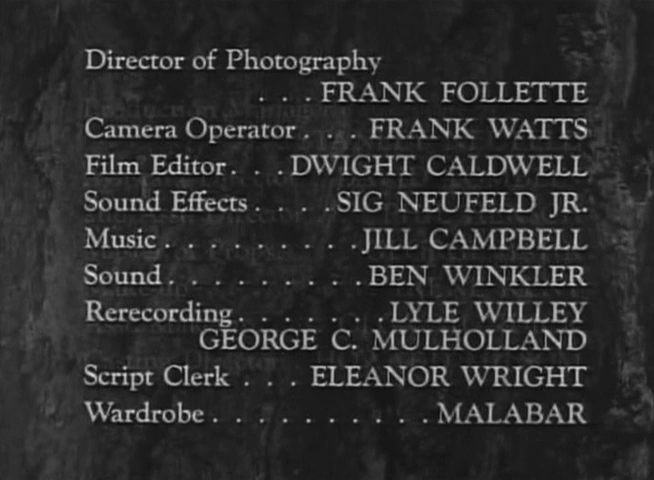 Director of Photography
. . . FRANK FOLLETTE
Camera Operator . . . FRANK WATTS
Film Editor . . . DWIGHT CALDWELL
Sound Effects . . . . SIG NEUFELD JR.
Music . . . . . . . . . JILL CAMPBELL
Sound . . . . . . . . . BEN WINKLER
Rerecording . . . . . . . LYLE WILLEY
GEORGE C. MULHOLLAND
Script Clerk . . . ELEANOR WRIGHT
Wardrobe . . . . . . . . . . MALABAR